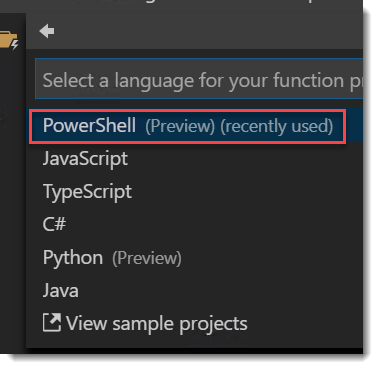 Select a language for your function
PowerShell (Preview) (recently used)
JavaScript
TypeScript
C#
Python (Preview)
Java
View sample projects